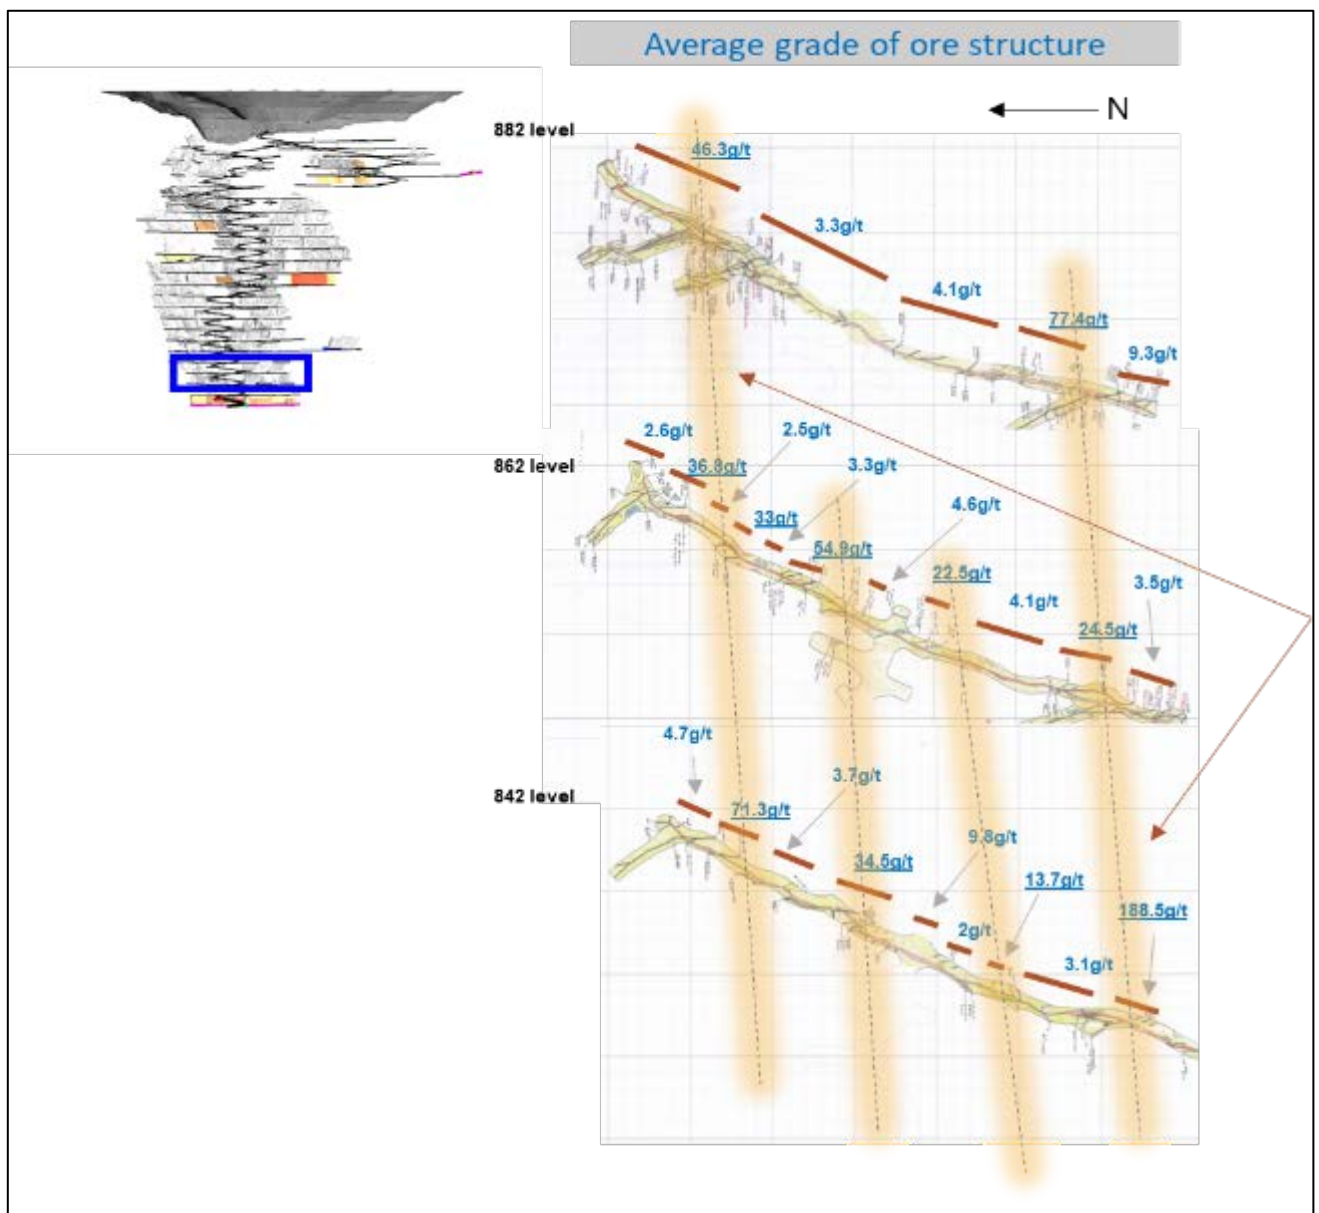 Average grade of ore structure
N
882 level
46.3g/t
3.3g/t
4.1g/t
77.4g/t
9.3g/t
862 level
2.6g/t
2.5g/t
36.8g/t
3.3g/t
33g/t
4.6g/t
54.9g/t
22.5g/t
4.1g/t
3.5g/t
24.5g/t
842 level
4.7g/t
3.7g/t
71.3g/t
9.8g/t
34.5g/t
13.7g/t
188.5g/t
2g/t
3.1g/t